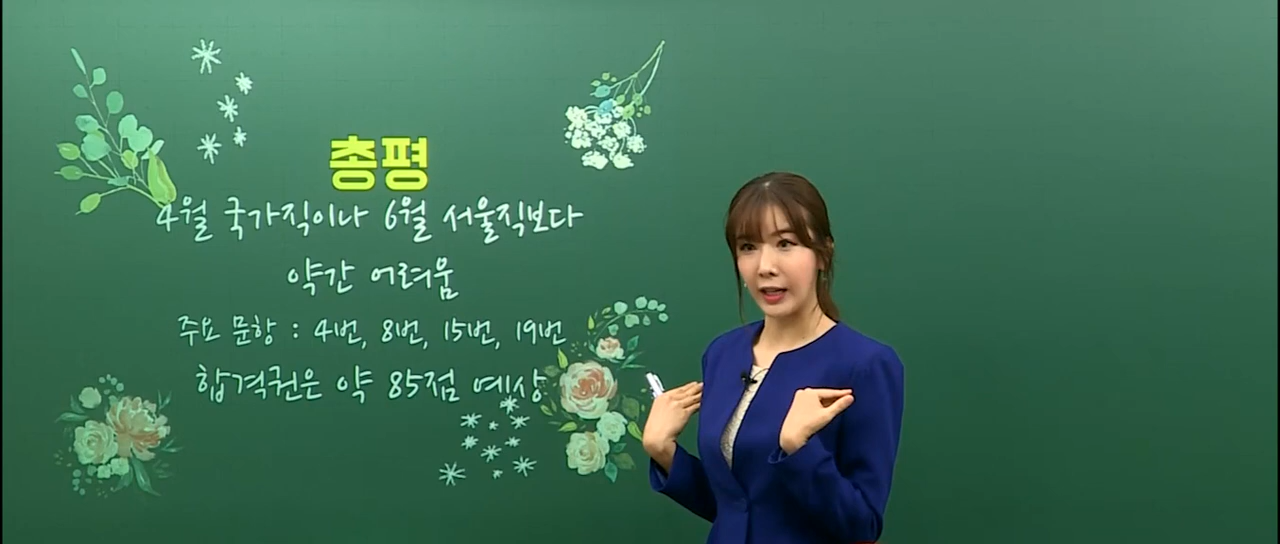 총평
4월 국가직이나 6월 서울직보다
약간 어려움
주요 문항 : 4번, 8번, 15번, 19번
합격권은 약 85점 예상